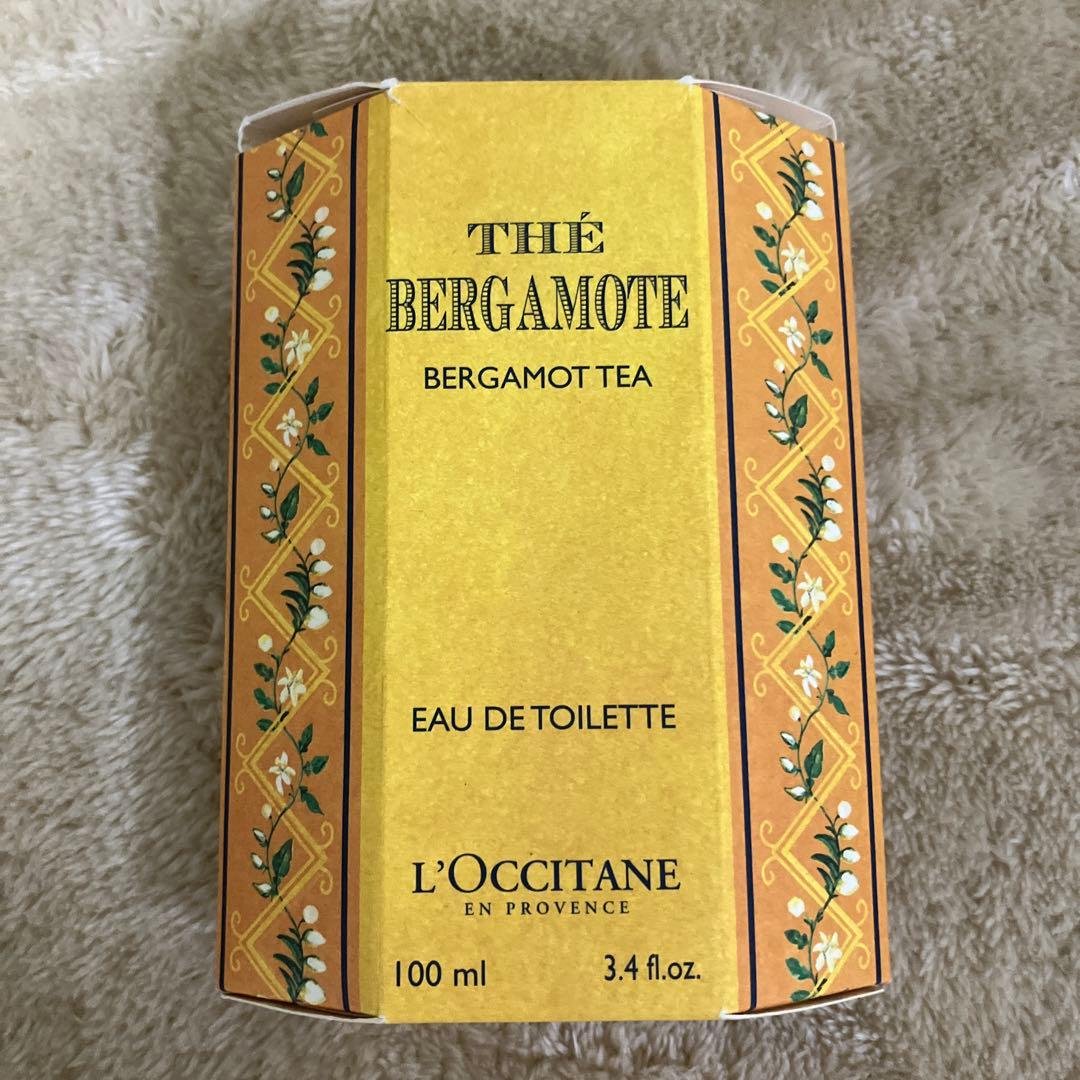 THÉ
BERGAMOTE
BERGAMOT TEA
EAU DE TOILETTE
L'OCCITANE
EN PROVENCE
100 ml 3.4 fl.oz.